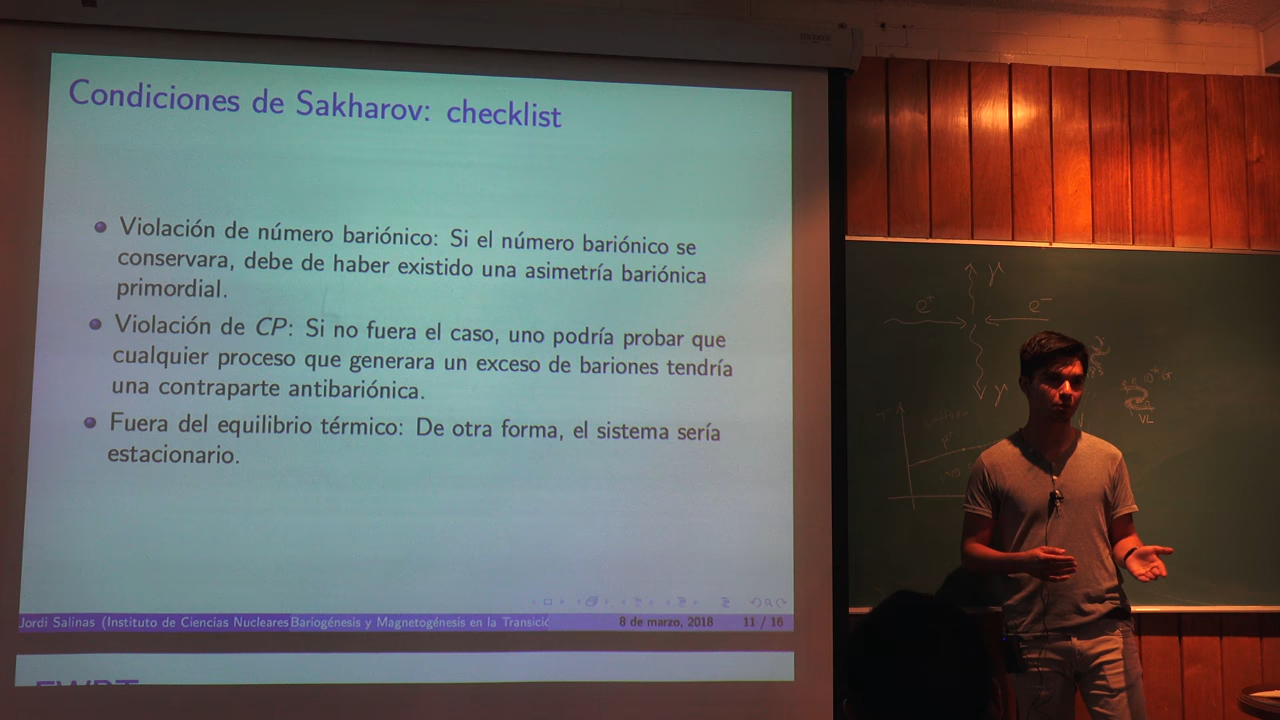 Condiciones de Sakharov: checklist
Violación de número bariónico: Si el número bariónico se
conservara, debe de haber existido una asimetría bariónica
primordial.
Violación de CP: Si no fuera el caso, uno podría probar que
cualquier proceso que generara un exceso de bariones tendría
una contraparte antibariónica.
Fuera del equilibrio térmico: De otra forma, el sistema sería
estacionario.
Jordi Salinas (Instituto de Ciencias Nucleares Bariogénesis y Magnetogénesis en la Transició 8 de marzo, 2018 11 / 16
EWPT
γ
e⁺ e⁻
γ
T
VL